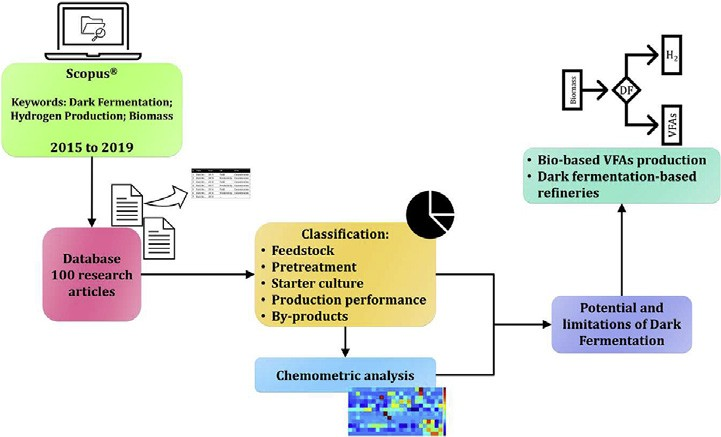 Scopus®
Keywords: Dark Fermentation;
Hydrogen Production; Biomass
2015 to 2019
Database
100 research
articles
Classification:
• Feedstock
• Pretreatment
• Starter culture
• Production performance
• By-products
Chemometric analysis
Potential and
limitations of Dark
Fermentation
• Bio-based VFAs production
• Dark fermentation-based
refineries
Biomass
DF
H2
VFAs